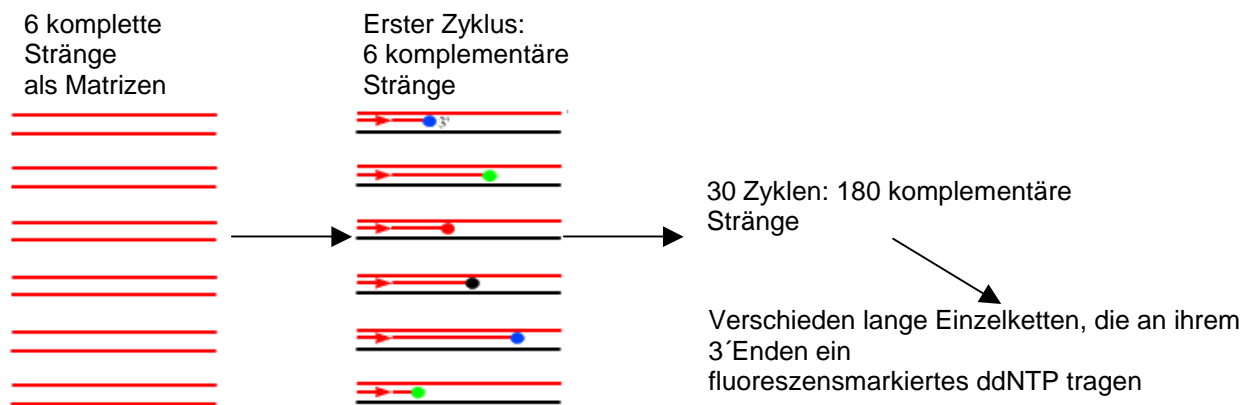 6 komplette
Stränge
als Matrizen
Erster Zyklus:
6 komplementäre
Stränge
3'
30 Zyklen: 180 komplementäre
Stränge
Verschieden lange Einzelketten, die an ihrem
3´Enden ein
fluoreszensmarkiertes ddNTP tragen